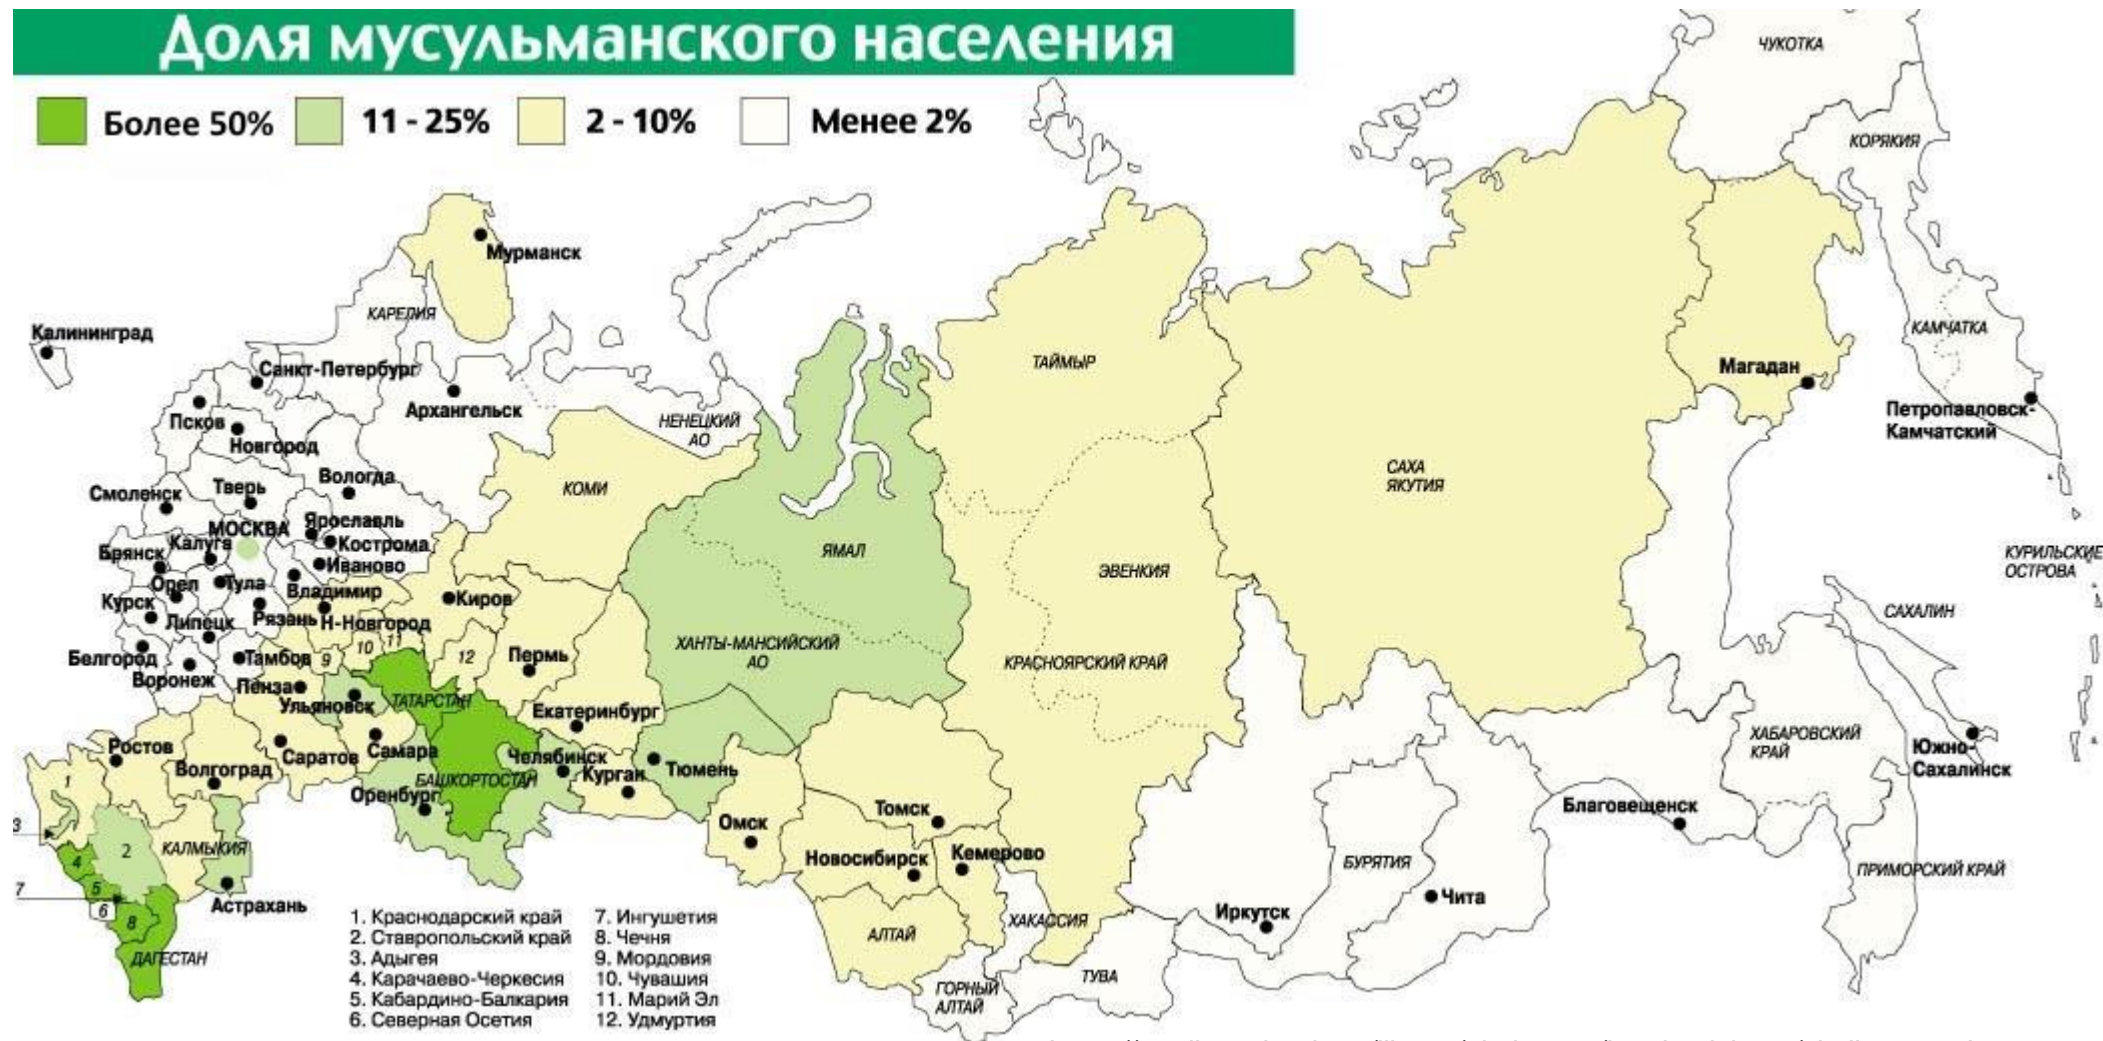 Доля мусульманского населения
Более 50%
11 - 25%
2 - 10%
Менее 2%
ЧУКОТКА
КОРЯКИЯ
Мурманск
КАРЕЛИЯ
Калининград
КАМЧАТКА
Санкт-Петербург
ТАЙМЫР
Магадан
Архангельск
НЕНЕЦКИЙ
АО
Петропавловск-
Камчатский
Псков
Новгород
Вологда
КОМИ
САХА
ЯКУТИЯ
Смоленск
Тверь
МОСКВА
Ярославль
Кострома
Брянск
Калуга
Иваново
ЯМАЛ
ЭВЕНКИЯ
КУРИЛЬСКИЕ
ОСТРОВА
Орел
Тула
Владимир
Киров
Курск
Липецк
Рязань
Н-Новгород
САХАЛИН
ХАНТЫ-МАНСИЙСКИЙ
АО
КРАСНОЯРСКИЙ КРАЙ
Белгород
Воронеж
Тамбов
9
10
11
12
Пермь
Пенза
Ульяновск
ТАТАРСТАН
Екатеринбург
Ростов
Волгоград
Саратов
Самара
Челябинск
Курган
Тюмень
БАШКОРТОСТАН
Оренбург
ХАБАРОВСКИЙ
КРАЙ
Южно-
Сахалинск
1
3
2
КАЛМЫКИЯ
4
5
7
6
8
Астрахань
ДАГЕСТАН
Омск
Томск
Новосибирск
Кемерово
Благовещенск
БУРЯТИЯ
Чита
ПРИМОРСКИЙ КРАЙ
Иркутск
ХАКАССИЯ
АЛТАЙ
ТУВА
ГОРНЫЙ
АЛТАЙ
1. Краснодарский край
2. Ставропольский край
3. Адыгея
4. Карачаево-Черкесия
5. Кабардино-Балкария
6. Северная Осетия
7. Ингушетия
8. Чечня
9. Мордовия
10. Чувашия
11. Марий Эл
12. Удмуртия